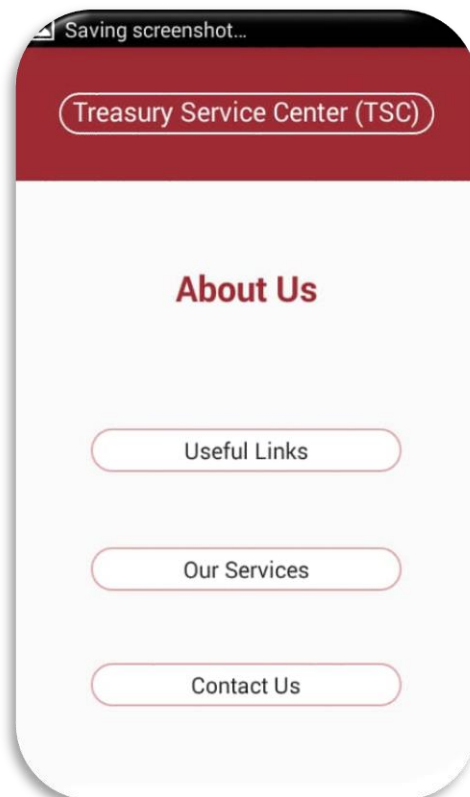 Saving screenshot...
Treasury Service Center (TSC)
About Us
Useful Links
Our Services
Contact Us